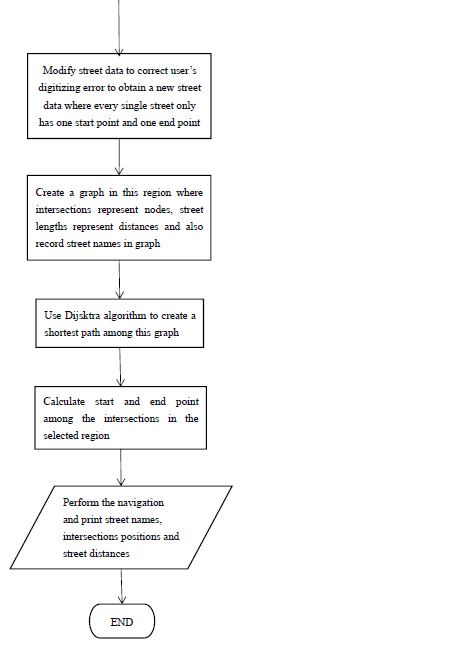 Modify street data to correct user's
digitizing error to obtain a new street
data where every single street only
has one start point and one end point
Create a graph in this region where
intersections represent nodes, street
lengths represent distances and also
record street names in graph
Use Dijsktra algorithm to create a
shortest path among this graph
Calculate start and end point
among the intersections in the
selected region
Perform the navigation
and print street names,
intersections positions and
street distances
END